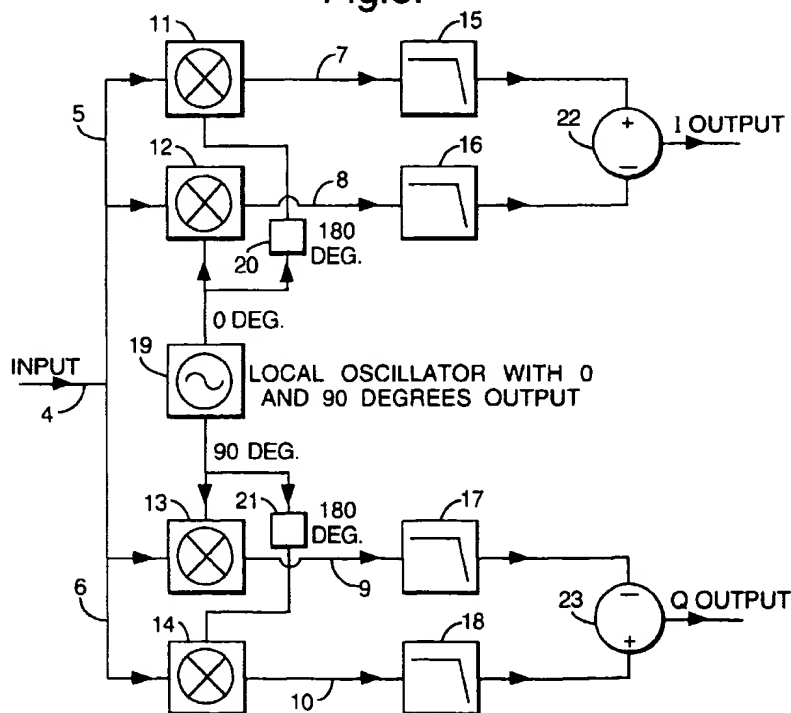 Fig.3.
11
15
7
5
22
+
−
I OUTPUT
12
16
8
20
180
DEG.
0 DEG.
19
INPUT
4
LOCAL OSCILLATOR WITH 0
AND 90 DEGREES OUTPUT
90 DEG.
13
21
180
DEG.
17
9
6
23
−
+
Q OUTPUT
14
18
10